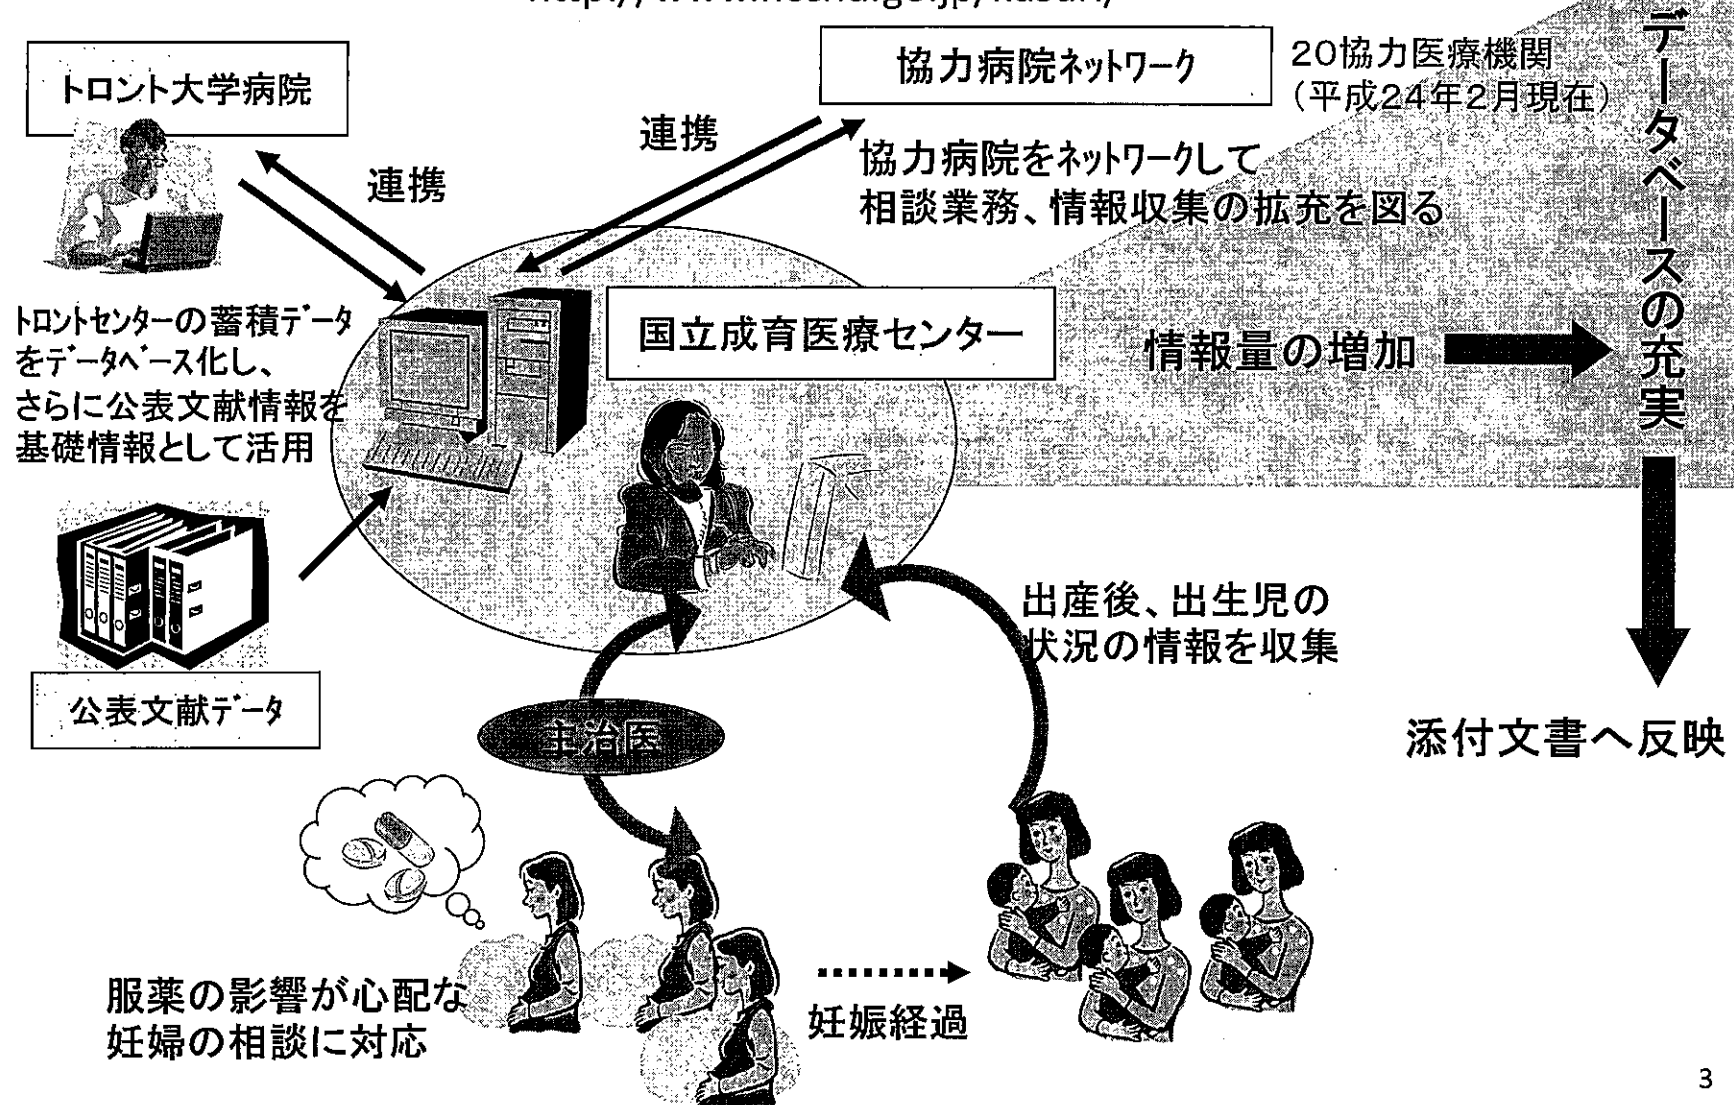 トロント大学病院
協力病院ネットワーク
20協力医療機関
(平成24年2月現在)
連携
連携
協力病院をネットワークして
相談業務、情報収集の拡充を図る
データベースの充実
トロントセンターの蓄積データ
をデータベース化し、
さらに公表文献情報を
基礎情報として活用
国立成育医療センター
情報量の増加
公表文献データ
主治医
出産後、出生児の
状況の情報を収集
添付文書へ反映
服薬の影響が心配な
妊婦の相談に対応
妊娠経過
3